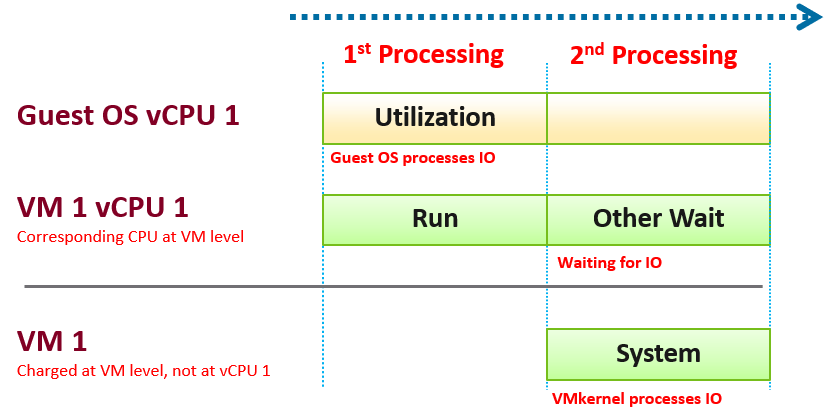 1st Processing
2nd Processing
Guest OS vCPU 1
Utilization
Guest OS processes IO
VM 1 vCPU 1
Run
Other Wait
Corresponding CPU at VM level
Waiting for IO
VM 1
System
Charged at VM level, not at vCPU 1
VMkernel processes IO